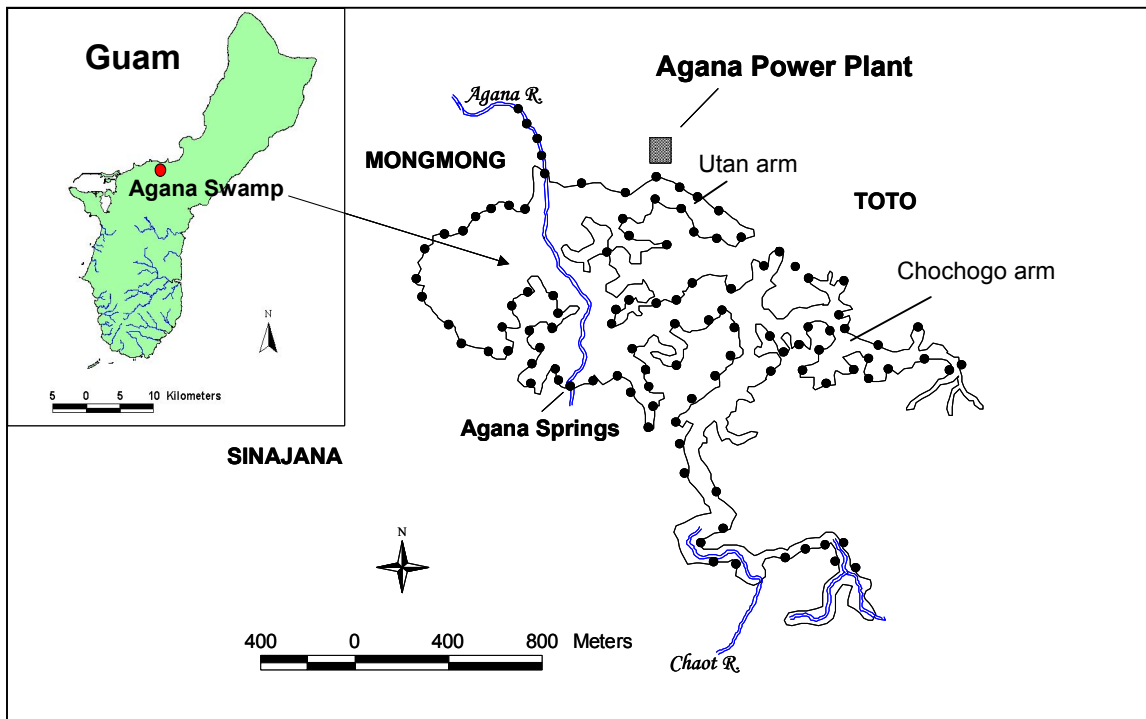 Guam
Agana Swamp
N
5 0 5 10 Kilometers
Agana Power Plant
Agana R.
MONGMONG
Utan arm
TOTO
Chochogo arm
Agana Springs
SINAJANA
N
400 0 400 800 Meters
Chaot R.